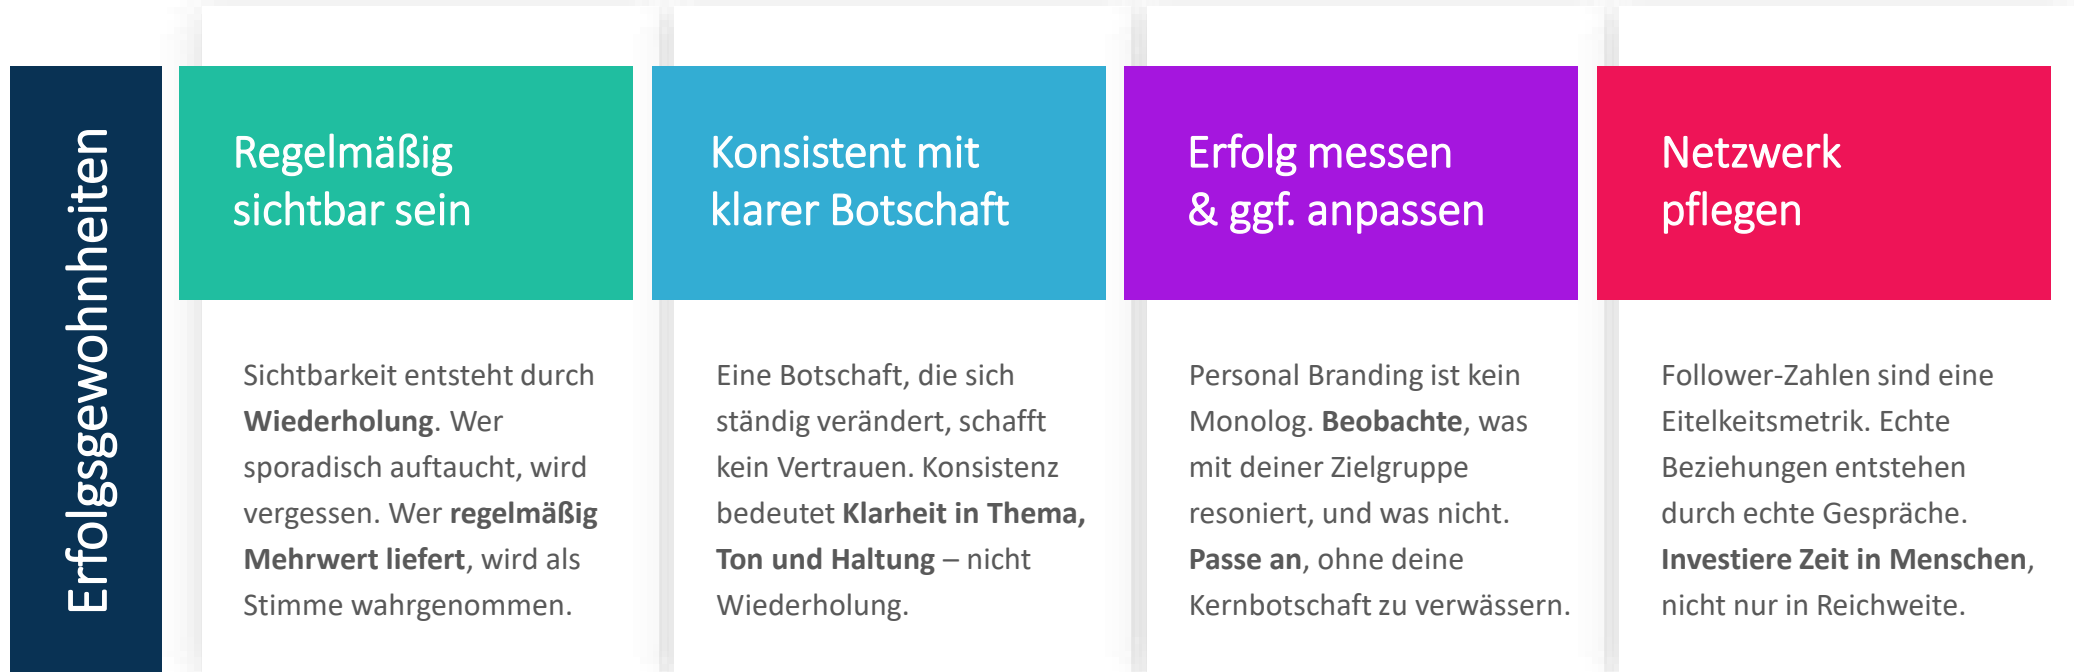 Erfolgsgewohnheiten
Regelmäßig
sichtbar sein
Sichtbarkeit entsteht durch
Wiederholung. Wer
sporadisch auftaucht, wird
vergessen. Wer regelmäßig
Mehrwert liefert, wird als
Stimme wahrgenommen.
Konsistent mit
klarer Botschaft
Eine Botschaft, die sich
ständig verändert, schafft
kein Vertrauen. Konsistenz
bedeutet Klarheit in Thema,
Ton und Haltung – nicht
Wiederholung.
Erfolg messen
& ggf. anpassen
Personal Branding ist kein
Monolog. Beobachte, was
mit deiner Zielgruppe
resoniert, und was nicht.
Passe an, ohne deine
Kernbotschaft zu verwässern.
Netzwerk
pflegen
Follower-Zahlen sind eine
Eitelkeitsmetrik. Echte
Beziehungen entstehen
durch echte Gespräche.
Investiere Zeit in Menschen,
nicht nur in Reichweite.